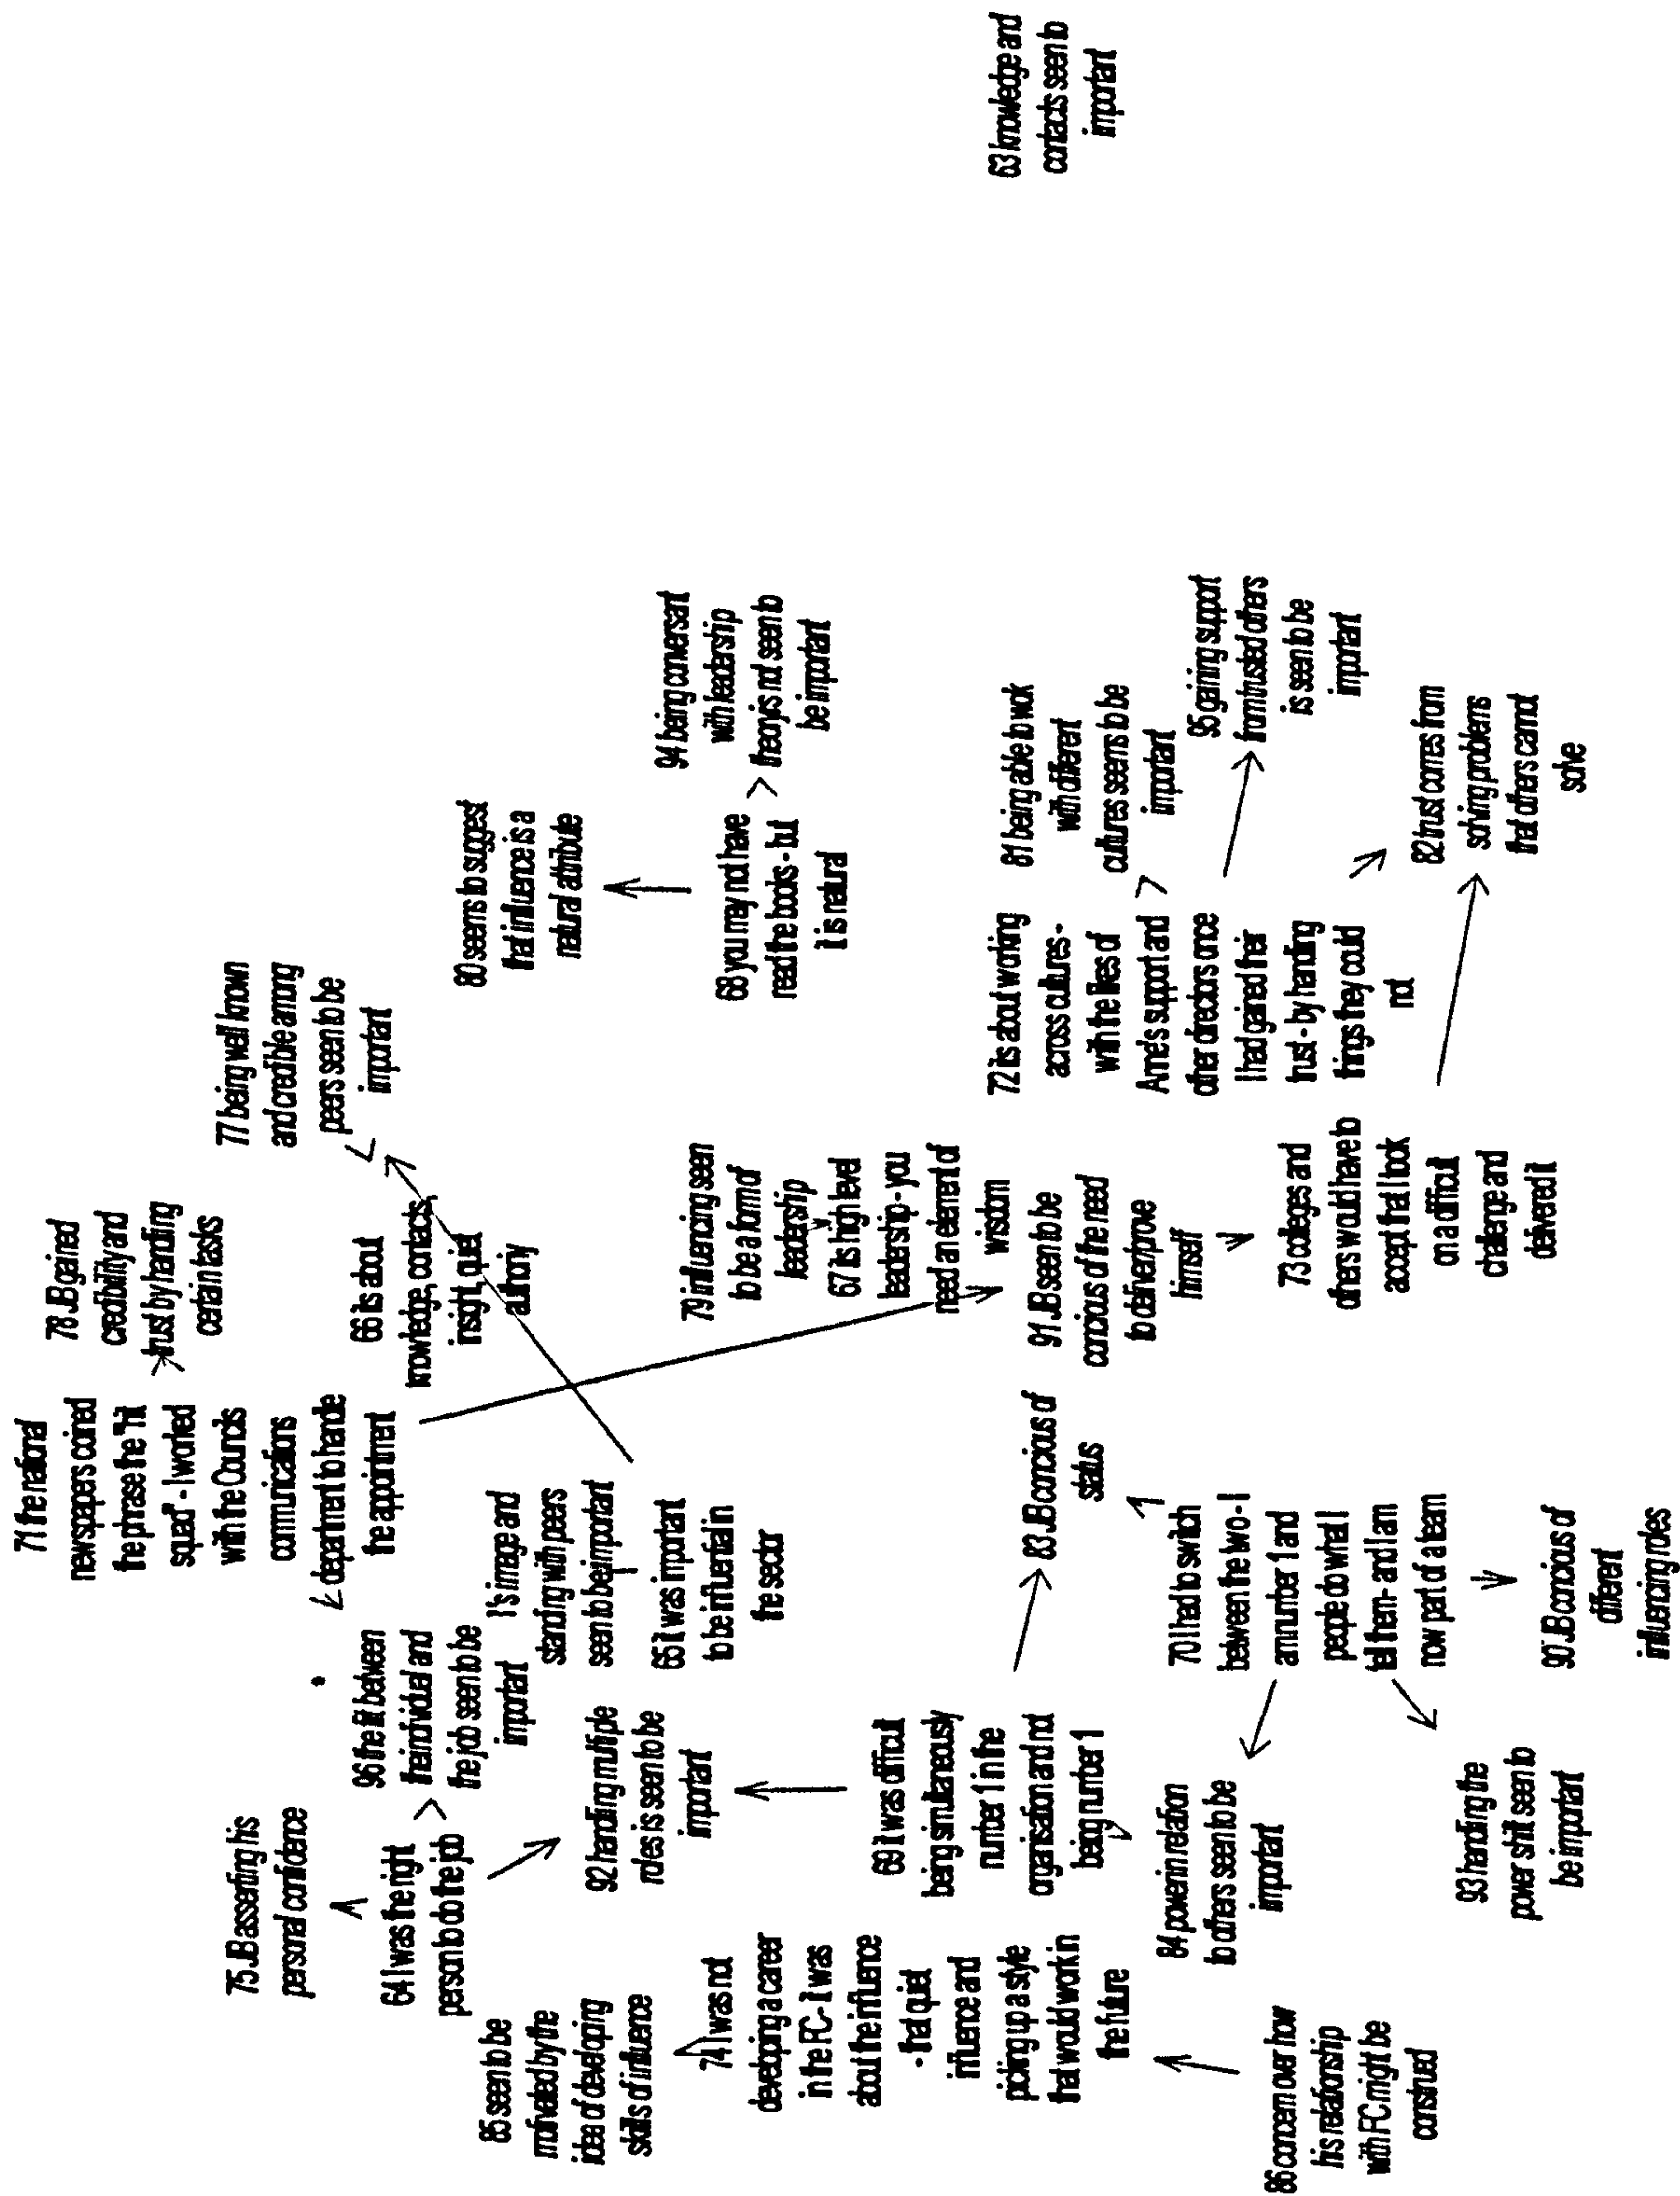 71 the national
newspapers coined
the phrase the "hit
squad" - I worked
with the Councils
communications
department to handle
the appointment
78 JB gained
credibility and
trust by handling
certain tasks
77 being well known
and credible among
peers seen to be
important
75 JB asserting his
personal confidence
64 I was the right
person to do the job
96 the fit between
the individual and
the job seen to be
important
66 its about
knowledge, contacts,
insight, quiet
authority
1's image and
standing with peers
seen to be important
65 it was important
to be influential in
the sector
80 seems to suggest
that influence is a
natural attribute
68 you may not have
read the books - but
it is natural
94 being conversant
with leadership
theory is not seen to
be important
85 seen to be
motivated by the
idea of developing
skills of influence
92 handling multiple
roles is seen to be
important
74 I was not
developing a career
in the FC - it was
about the influence
- that quiet
influence and
picking up a style
that would work in
the future
69 it was difficult
being simultaneously
number 1 in the
organisation and not
being number 1
79 influencing seen
to be a form of
leadership
67 its high level
leadership - you
need an element of
wisdom
83 JB concious of
status
91 JB seen to be
concious of the need
to deliver/prove
himself
72 its about working
across cultures -
with the likes of
Anne's support and
other directors once
I had gained their
trust - by handling
things they could
not
81 being able to wok
with different
cultures seems to be
important
63 knowledge and
contacts seen to
important
95 gaining support
from trusted others
is seen to be
important
86 concern over how
his relationship
with FC might be
construed
84 power in relation
to others seen to be
important
70 I had to switch
between the two - I
am number 1 and
people do what I
tell them - and I am
now part of a team
73 colleges and
others would have to
accept that I took
on a difficult
challenge and
delivered it
82 trust comes from
solving problems
that others cannot
solve
93 handling the
power shift seen to
be important
90 JB concious of
different
influencing roles